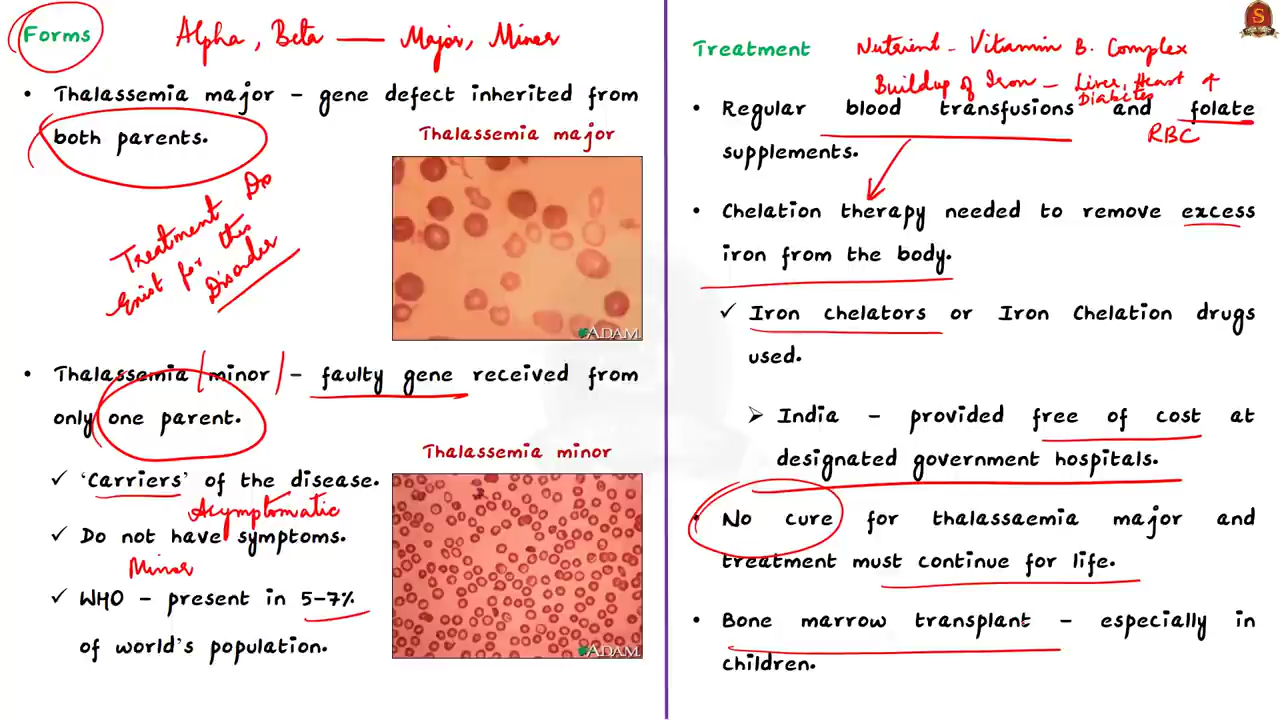 Forms
Alpha, Beta — Major, Minor
• Thalassemia major – gene defect inherited from
both parents.
Thalassemia major
Treatment Do
Exist for this
Disorder
ADAM.
• Thalassemia minor – faulty gene received from
only one parent.
Thalassemia minor
✓ ‘Carriers’ of the disease.
Asymptomatic
✓ Do not have symptoms.
Minor
✓ WHO – present in 5-7%
of world's population.
ADAM.
Treatment
Nutrient - Vitamin B. Complex
Buildup of Iron - Liver, Heart ↑
Diabetes
• Regular blood transfusions and folate
RBC
supplements.
• Chelation therapy needed to remove excess
iron from the body.
✓ Iron chelators or Iron Chelation drugs
used.
➢ India – provided free of cost at
designated government hospitals.
• No cure for thalassaemia major and
treatment must continue for life.
• Bone marrow transplant – especially in
children.